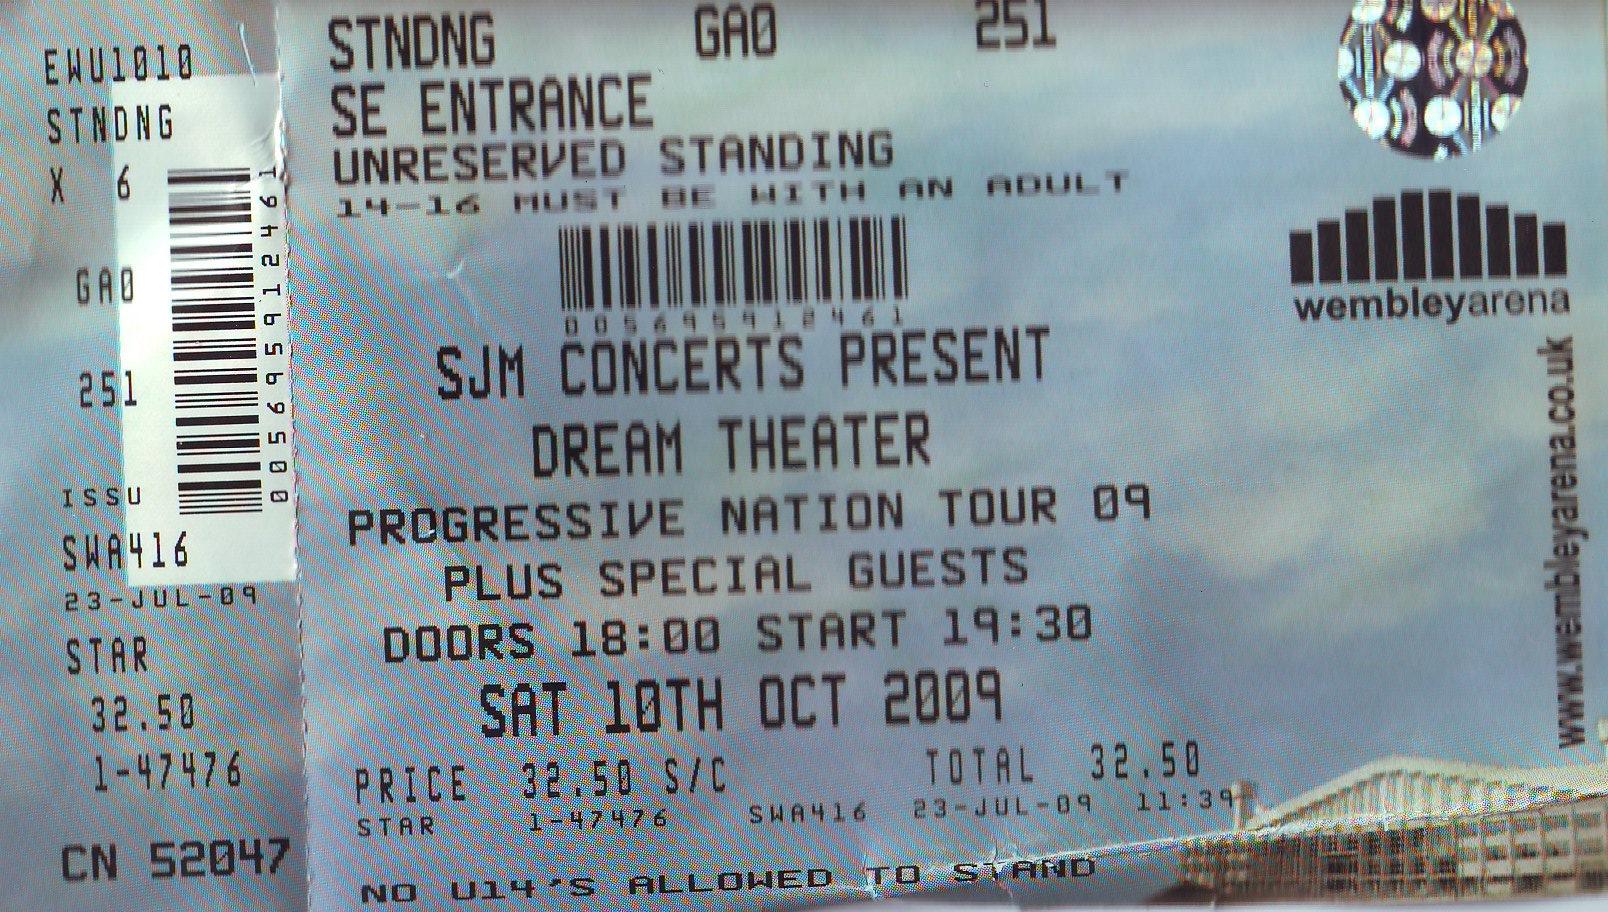 EWU1010
STNDNG
X 6
GA0
251
ISSU
SWA416
23-JUL-09
STAR
32.50
1-47476
CN 52047
005695912461
STNDNG GA0 251
SE ENTRANCE
UNRESERVED STANDING
14-16 MUST BE WITH AN ADULT
005695912461
SJM CONCERTS PRESENT
DREAM THEATER
PROGRESSIVE NATION TOUR 09
PLUS SPECIAL GUESTS
DOORS 18:00 START 19:30
SAT 10TH OCT 2009
PRICE 32.50 S/C TOTAL 32.50
STAR 1-47476 SWA416 23-JUL-09 11:39
NO U14'S ALLOWED TO STAND
wembleyarena
www.wembleyarena.co.uk